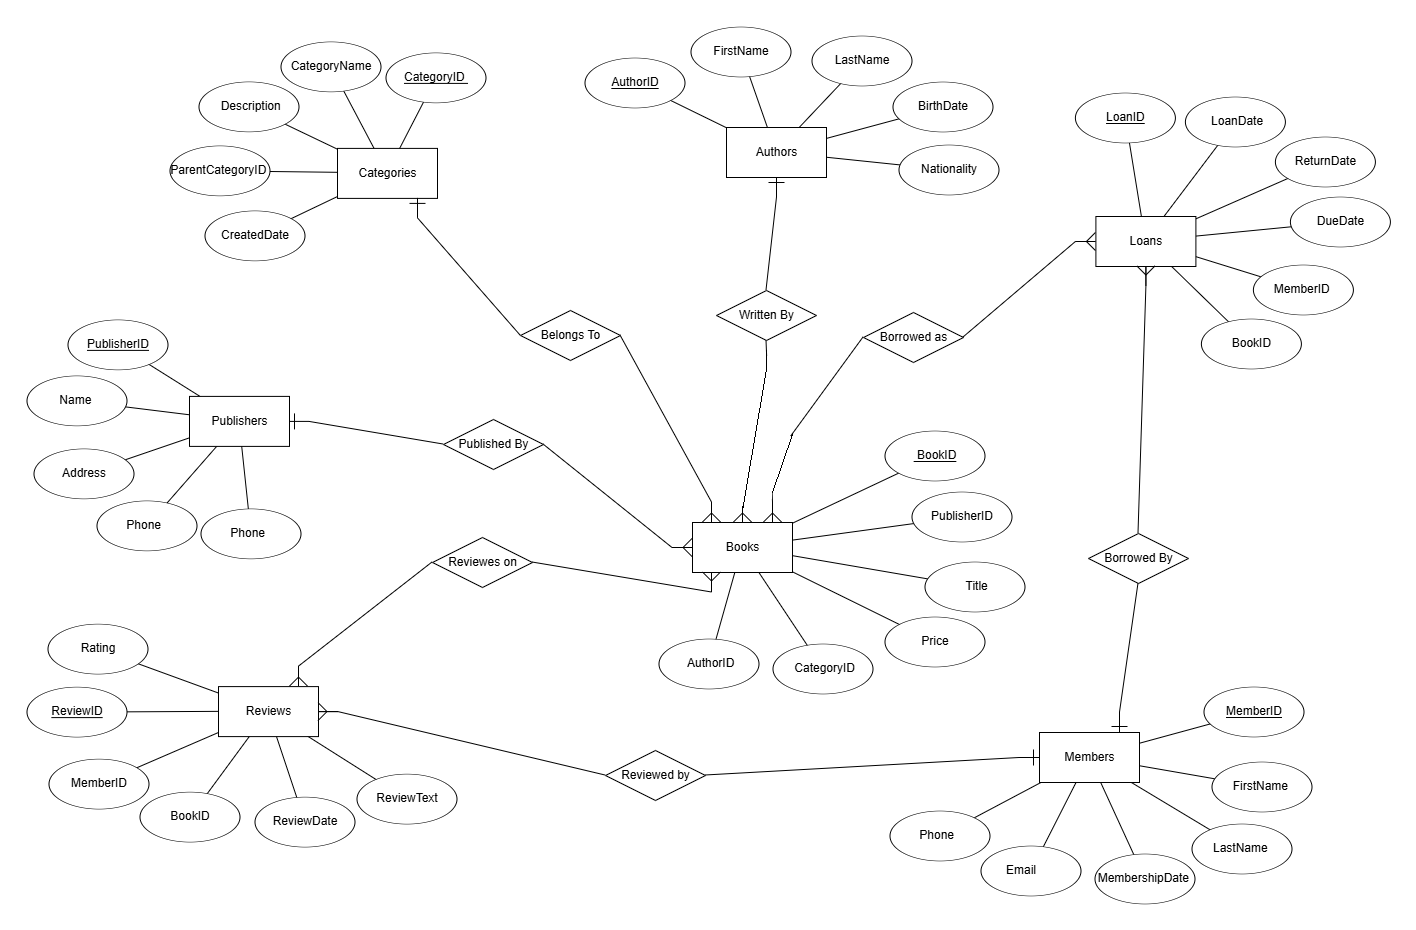 FirstName
LastName
CategoryName
CategoryID
AuthorID
Description
BirthDate
LoanID
LoanDate
Authors
ReturnDate
ParentCategoryID
Categories
Nationality
DueDate
CreatedDate
Loans
MemberID
Written By
Belongs To
Borrowed as
PublisherID
BookID
Name
Publishers
Published By
BookID
Address
PublisherID
Phone
Phone
Books
Reviewes on
Borrowed By
Title
Rating
Price
AuthorID
CategoryID
ReviewID
Reviews
MemberID
Members
MemberID
Reviewed by
FirstName
ReviewText
BookID
ReviewDate
Phone
LastName
Email
MembershipDate